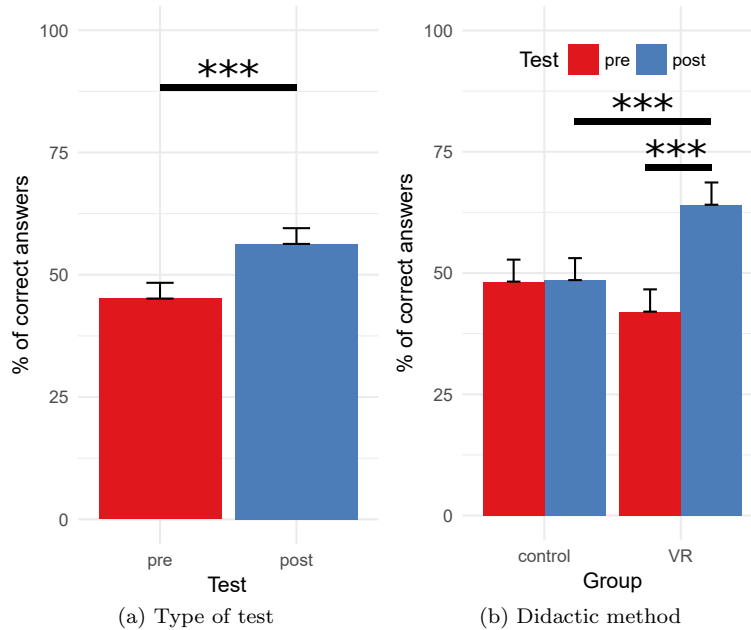 100
***
75
50
25
0
% of correct answers
pre post
Test
(a) Type of test
100
Test pre post
***
75
***
50
25
0
% of correct answers
control VR
Group
(b) Didactic method